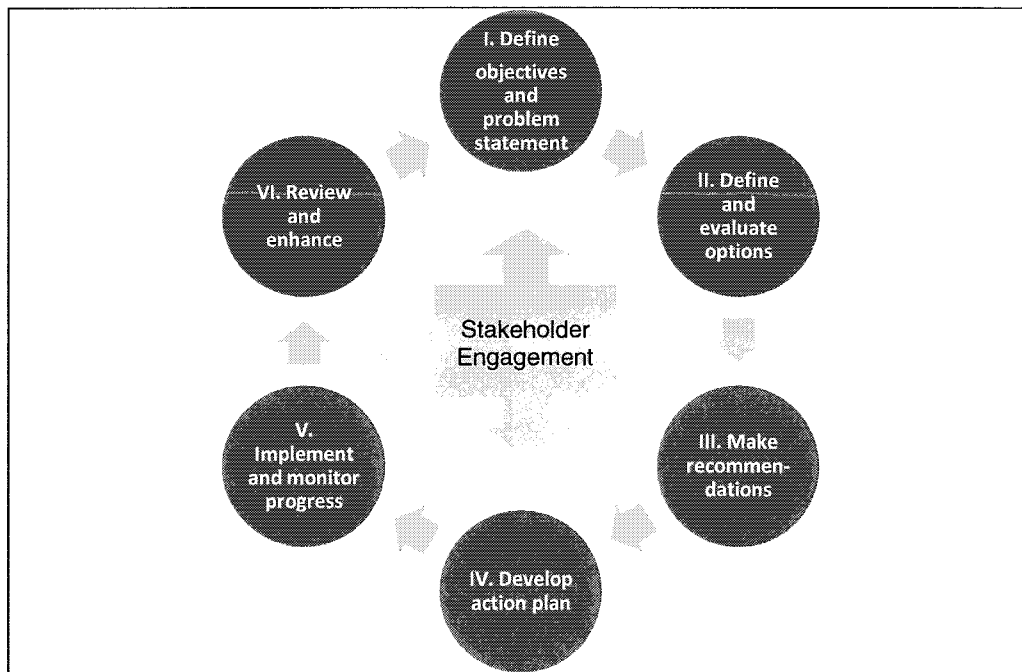 I. Define
objectives
and
problem
statement
II. Define
and
evaluate
options
III. Make
recommen-
dations
IV. Develop
action plan
V.
Implement
and monitor
progress
VI. Review
and
enhance
Stakeholder
Engagement